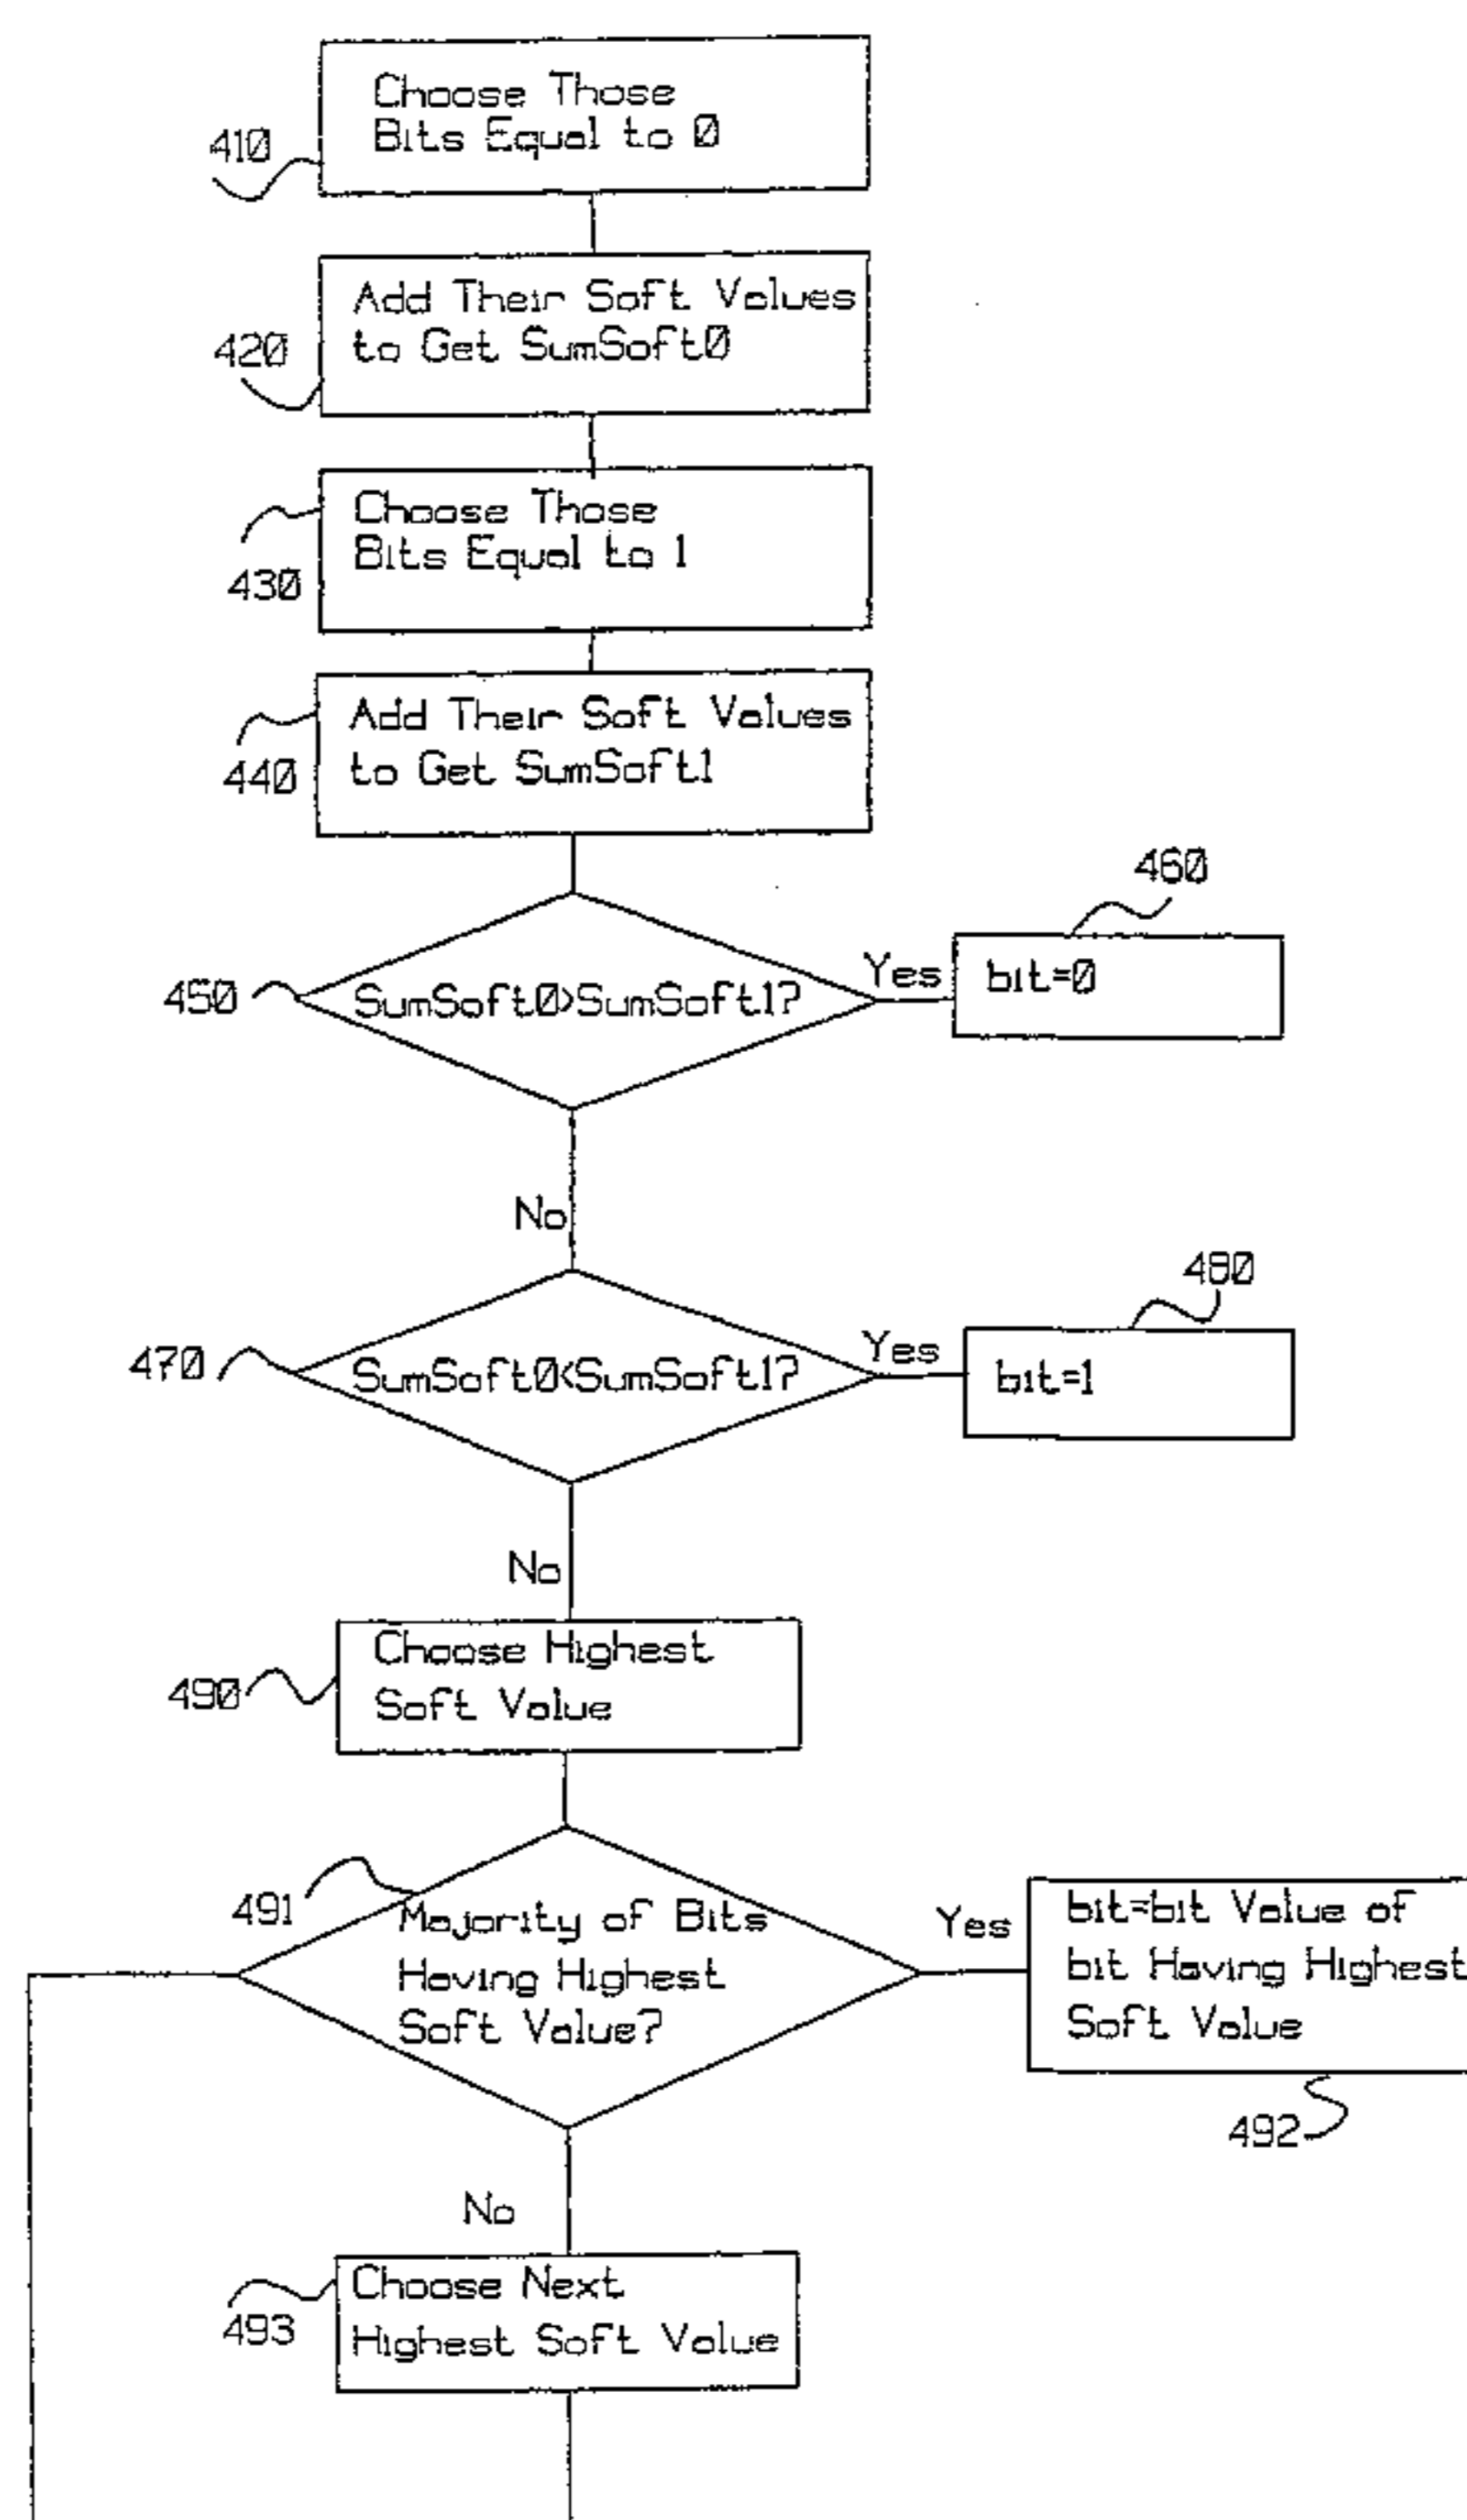 Choose Those
Bits Equal to 0
410
Add Their Soft Values
to Get SumSoft0
420
Choose Those
Bits Equal to 1
430
Add Their Soft Values
to Get SumSoft1
440
460
450
SumSoft0>SumSoft1?
Yes
bit=0
No
480
470
SumSoft0<SumSoft1?
Yes
bit=1
No
Choose Highest
Soft Value
490
491
Majority of Bits
Having Highest
Soft Value?
Yes
bit=bit Value of
bit Having Highest
Soft Value
492
No
Choose Next
Highest Soft Value
493